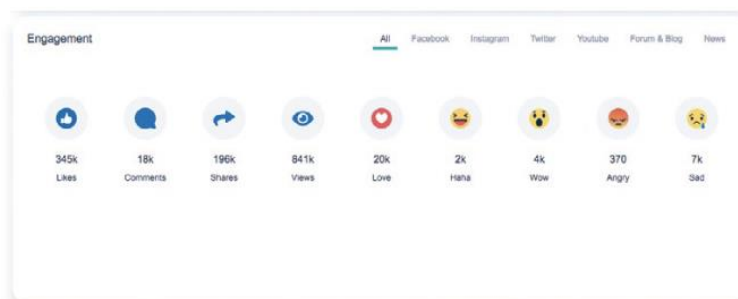 Engagement
All Facebook Instagram Twitter Youtube Forum & Blog News
345k 18k 196k 841k 20k 2k 4k 370 7k
Likes Comments Shares Views Love Haha Wow Angry Sad